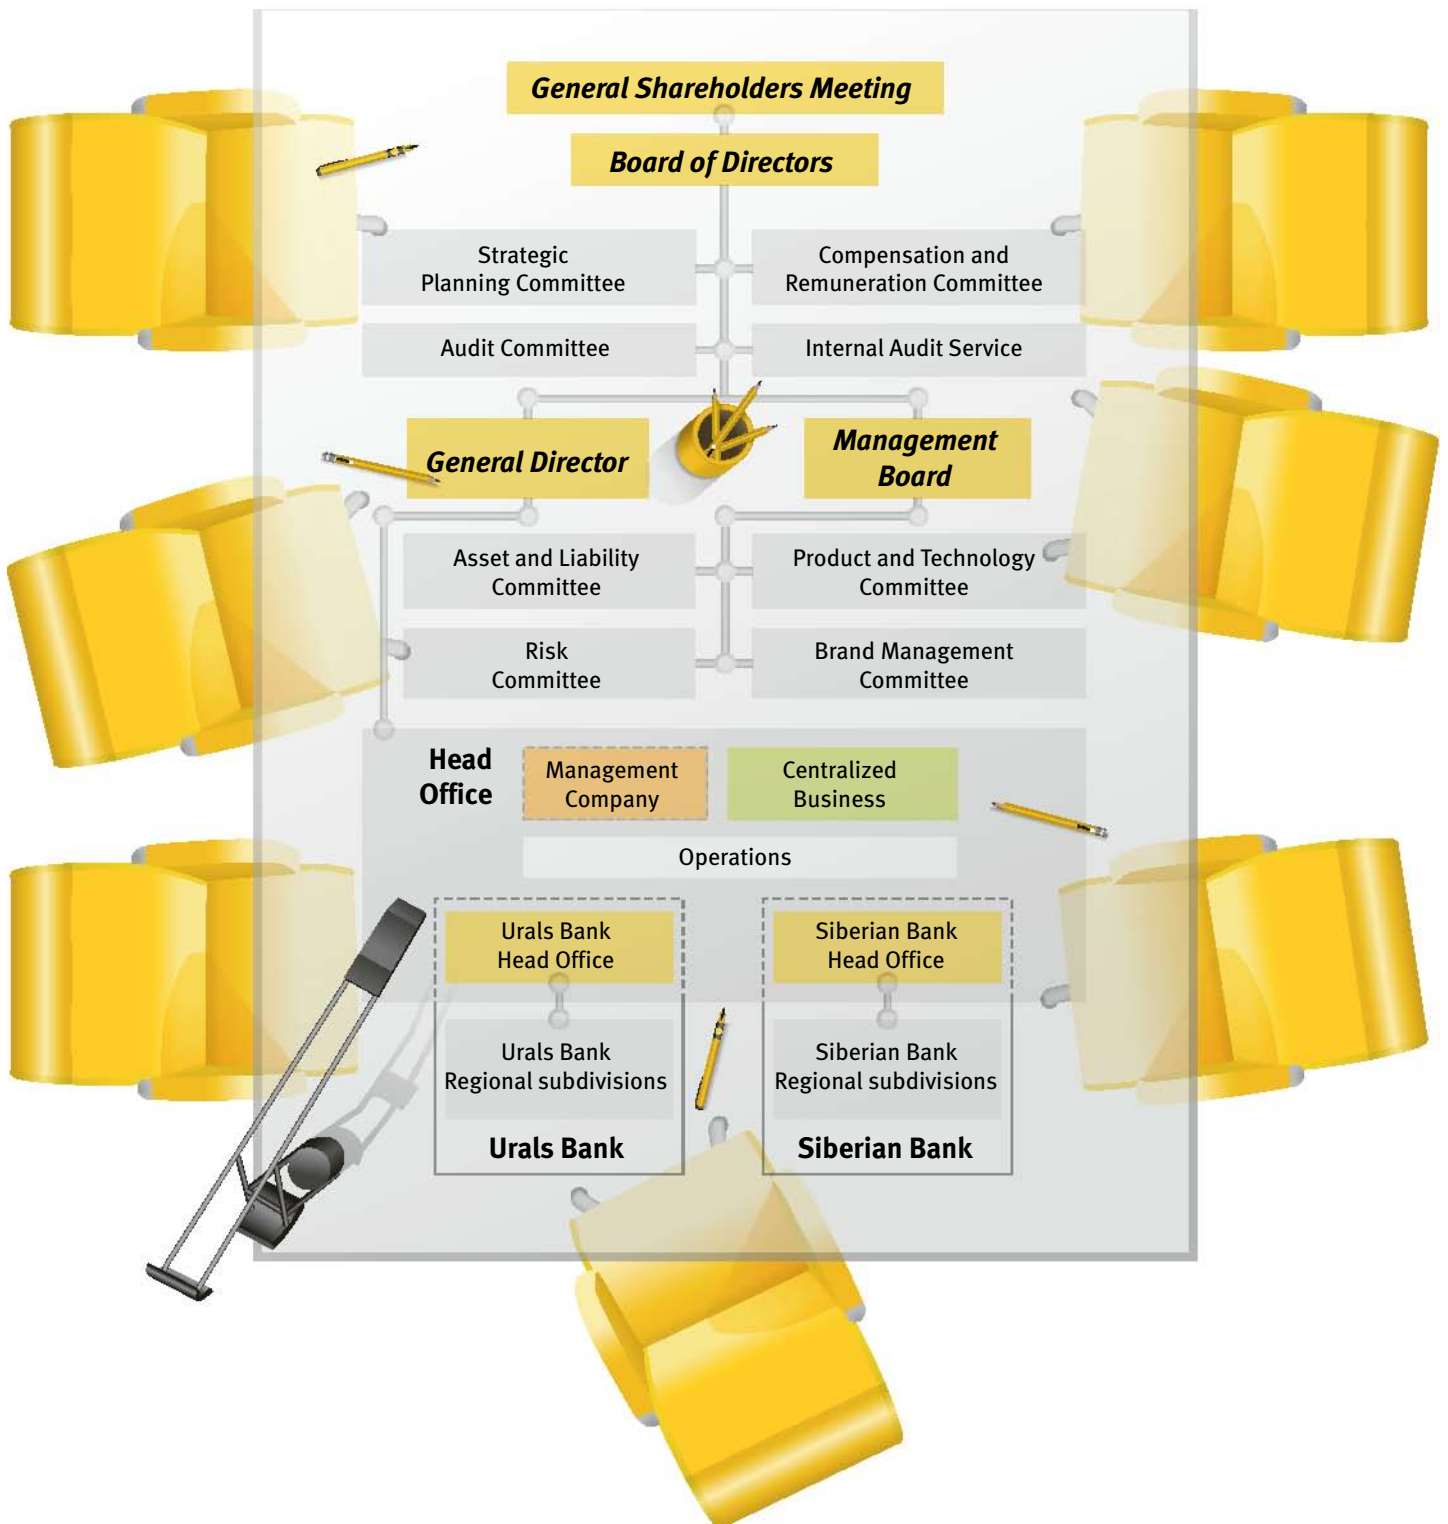 General Shareholders Meeting
Board of Directors
Strategic
Planning Committee
Compensation and
Remuneration Committee
Audit Committee
Internal Audit Service
General Director
Management
Board
Asset and Liability
Committee
Product and Technology
Committee
Risk
Committee
Brand Management
Committee
Head
Office
Management
Company
Centralized
Business
Operations
Urals Bank
Head Office
Siberian Bank
Head Office
Urals Bank
Regional subdivisions
Siberian Bank
Regional subdivisions
Urals Bank
Siberian Bank